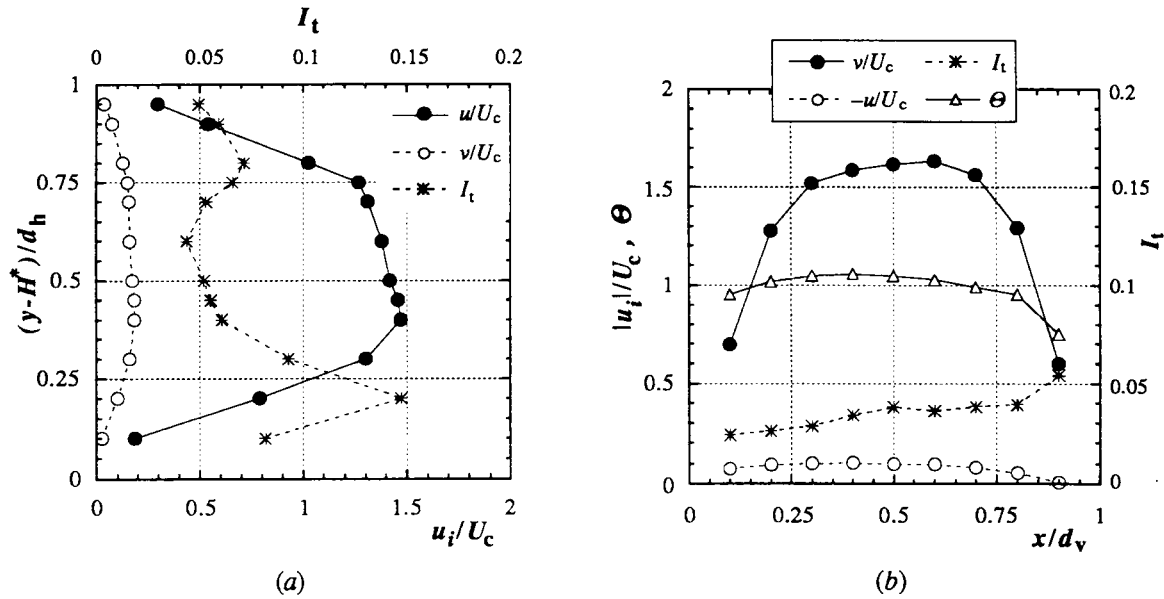 I_t
0 0.05 0.1 0.15 0.2
1
0.75
0.5
0.25
0
(y-H*)/d_h
u/U_c
v/U_c
I_t
0 0.5 1 1.5 2
u_i/U_c
(a)
v/U_c I_t
-u/U_c Θ
2
1.5
1
0.5
0
|u_i|/U_c, Θ
0.2
0.15
0.1
0.05
0
I_t
0 0.25 0.5 0.75 1
x/d_v
(b)